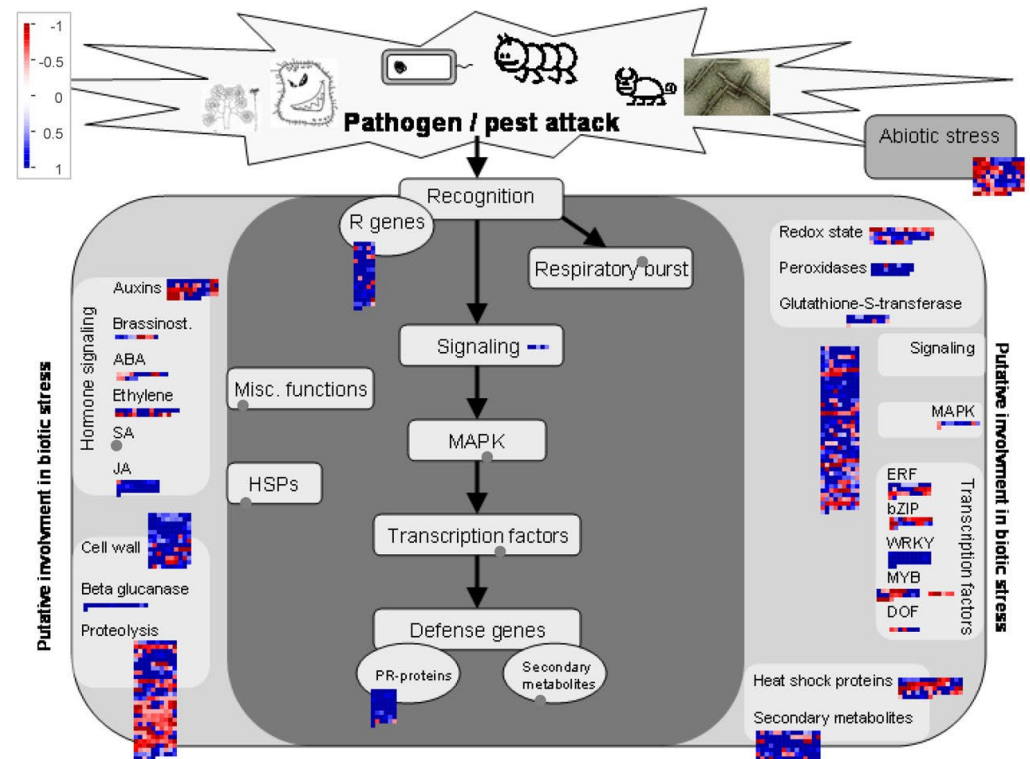 -1
-0.5
0
0.5
1
Pathogen / pest attack
Abiotic stress
Recognition
R genes
Respiratory burst
Redox state
Peroxidases
Glutathione-S-transferase
Auxins
Brassinost.
ABA
Ethylene
SA
JA
Hormone signaling
Signaling
Signaling
Misc. functions
MAPK
MAPK
HSPs
ERF
bZIP
WRKY
MYB
DOF
Transcription factors
Transcription factors
Cell wall
Beta glucanase
Proteolysis
Defense genes
PR-proteins
Secondary
metabolites
Heat shock proteins
Secondary metabolites
Putative involvment in biotic stress
Putative involvment in biotic stress